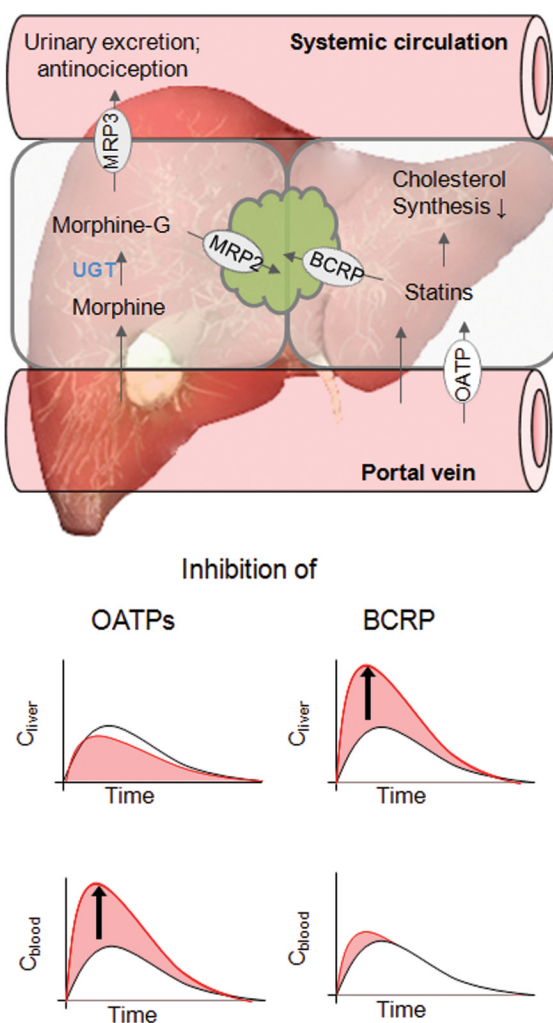 Urinary excretion;
antinociception
Systemic circulation
MRP3
Cholesterol
Synthesis ↓
Morphine-G
MRP2
BCRP
UGT
Statins
Morphine
OATP
Portal vein
Inhibition of
OATPs
BCRP
Cliver
Time
Cliver
Time
Cblood
Time
Cblood
Time